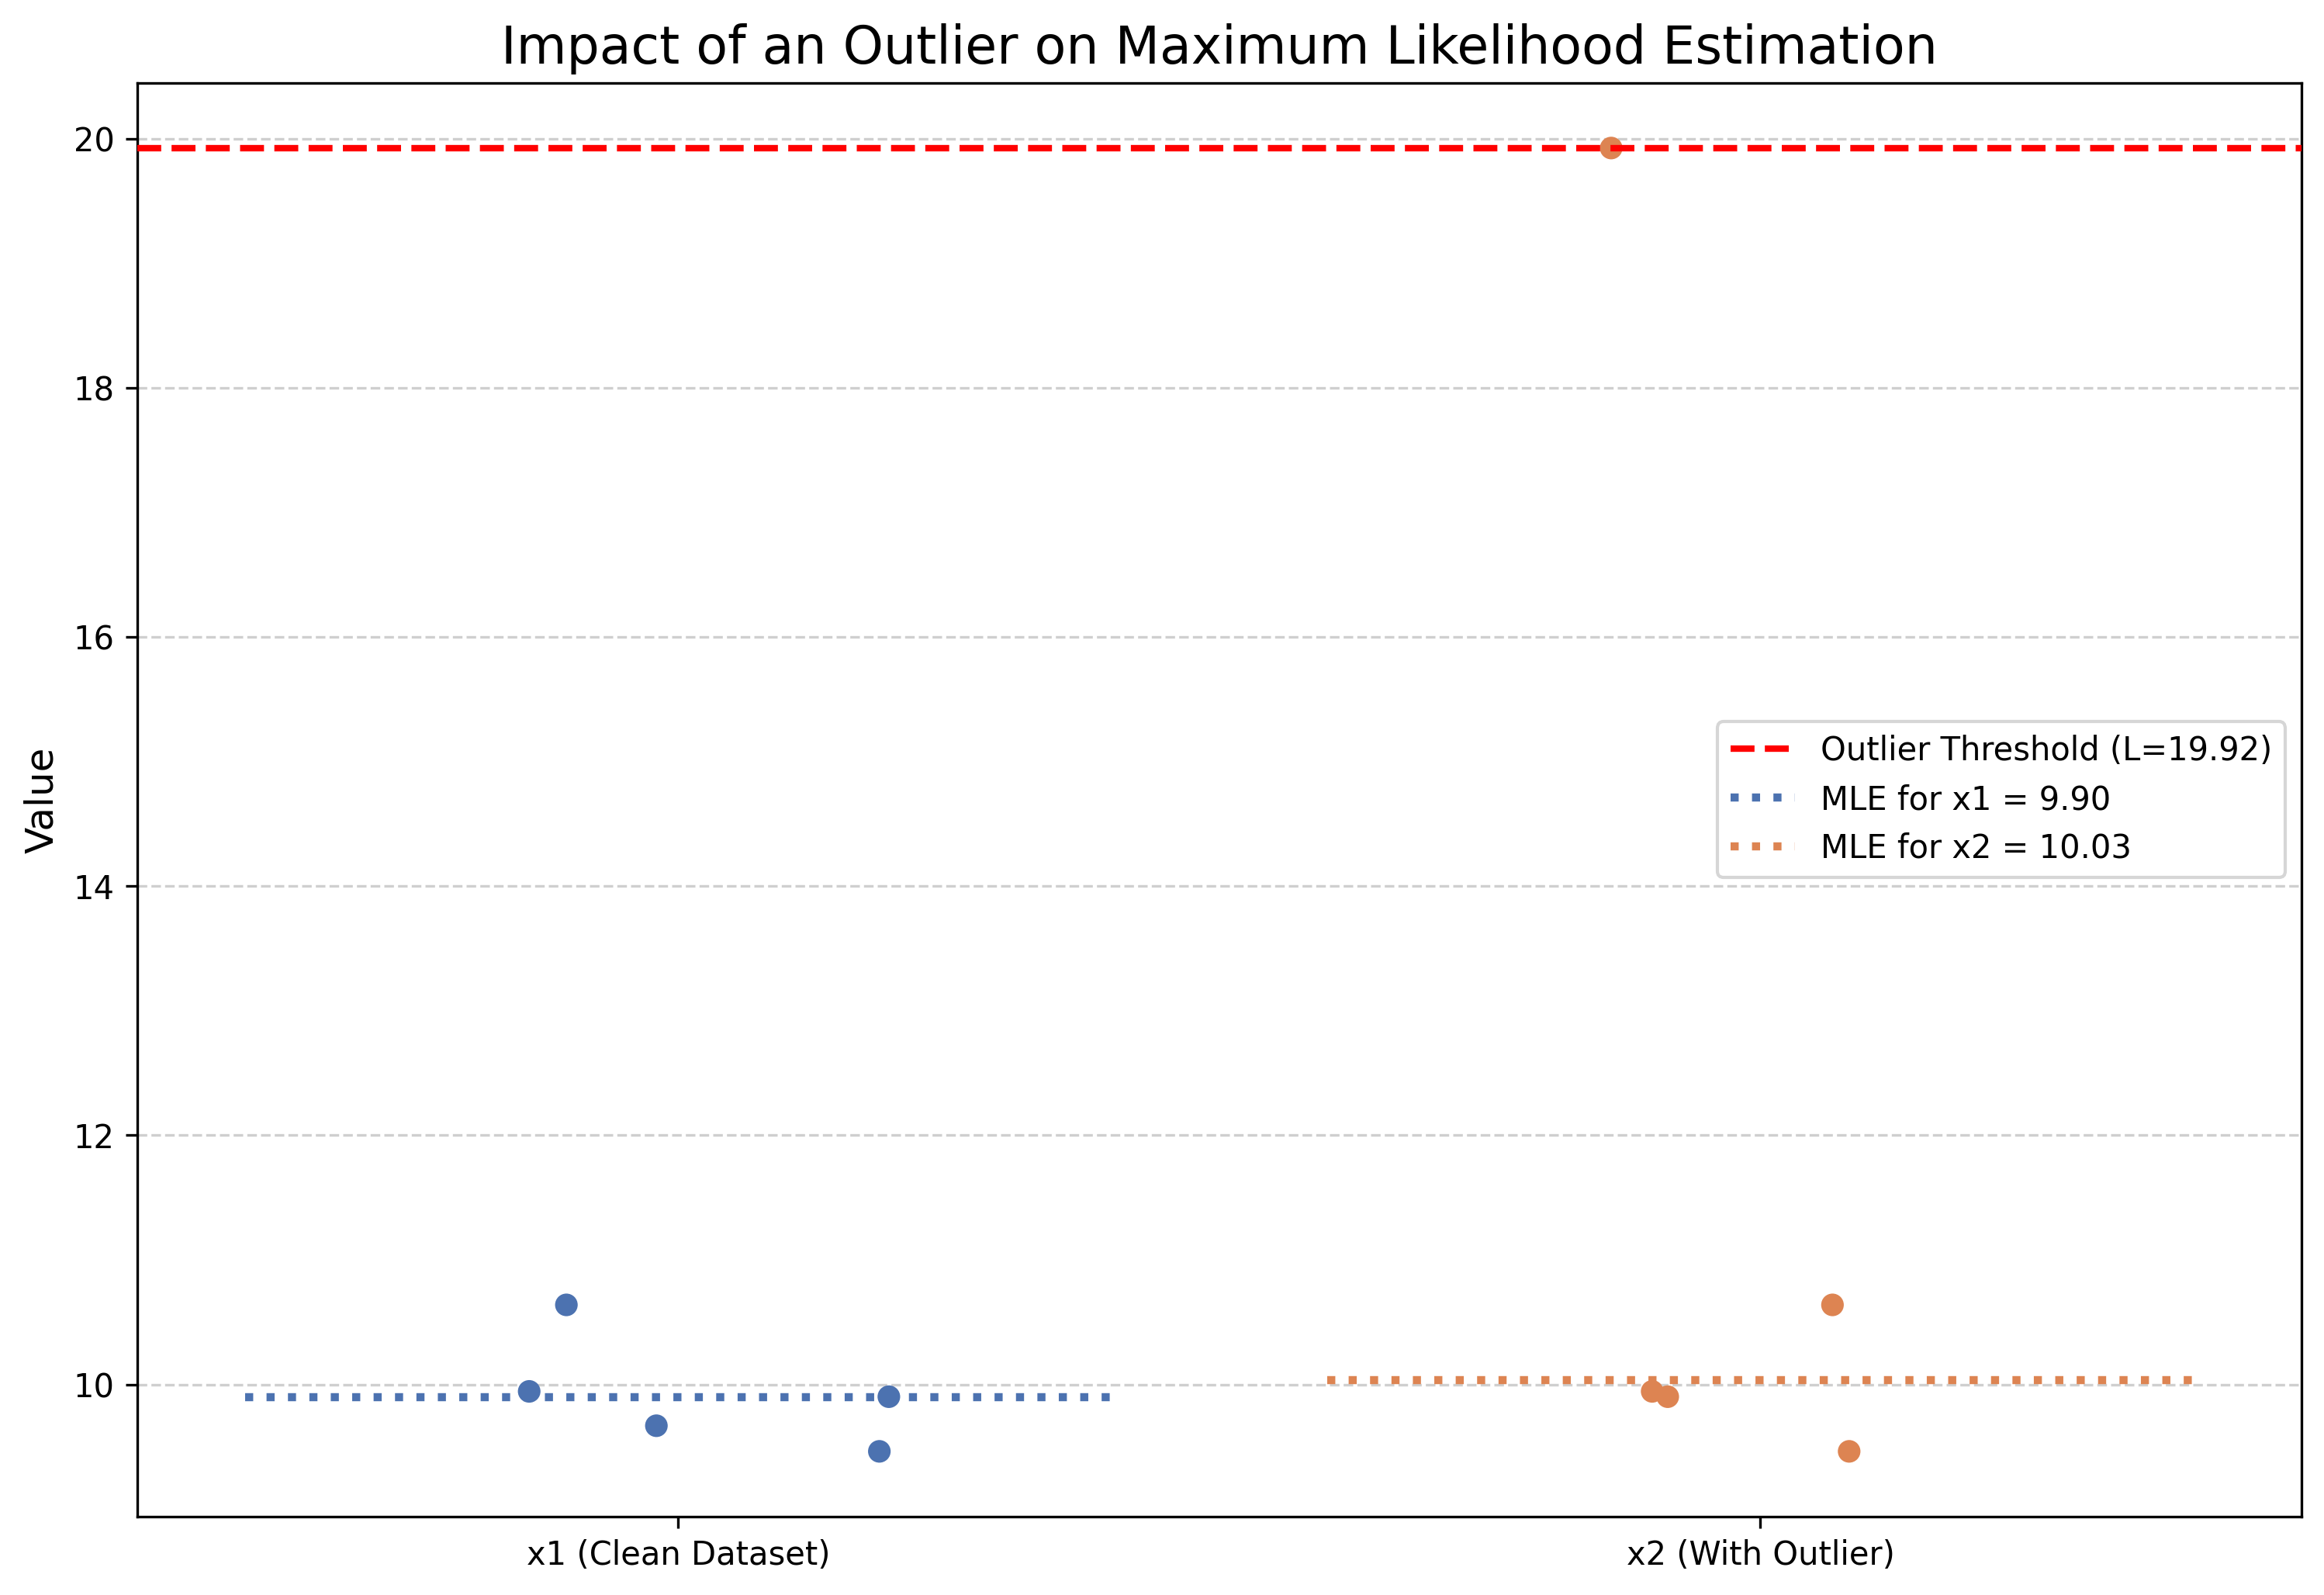 Impact of an Outlier on Maximum Likelihood Estimation
20
18
16
14
12
10
Value
Outlier Threshold (L=19.92)
MLE for x1 = 9.90
MLE for x2 = 10.03
x1 (Clean Dataset)
x2 (With Outlier)